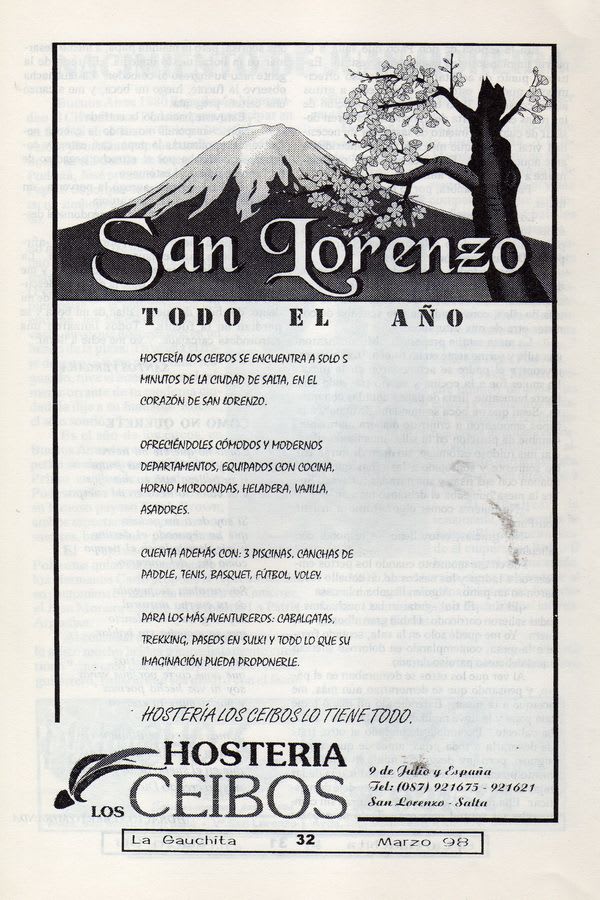 San Lorenzo
TODO EL AÑO
HOSTERÍA LOS CEIBOS SE ENCUENTRA A SOLO 5
MINUTOS DE LA CIUDAD DE SALTA, EN EL
CORAZÓN DE SAN LORENZO.
OFRECIÉNDOLES CÓMODOS Y MODERNOS
DEPARTAMENTOS, EQUIPADOS CON COCINA,
HORNO MICROONDAS, HELADERA, VAJILLA,
ASADORES.
CUENTA ADEMÁS CON: 3 PISCINAS, CANCHAS DE
PADDLE, TENIS, BASQUET, FÚTBOL, VOLEY.
PARA LOS MÁS AVENTUREROS: CABALGATAS,
TREKKING, PASEOS EN SULKI Y TODO LO QUE SU
IMAGINACIÓN PUEDA PROPONERLE.
HOSTERÍA LOS CEIBOS LO TIENE TODO.
HOSTERIA
LOS CEIBOS
9 de Julio y España
Tel: (087) 921675 - 921621
San Lorenzo - Salta
La Gauchita 32 Marzo 98